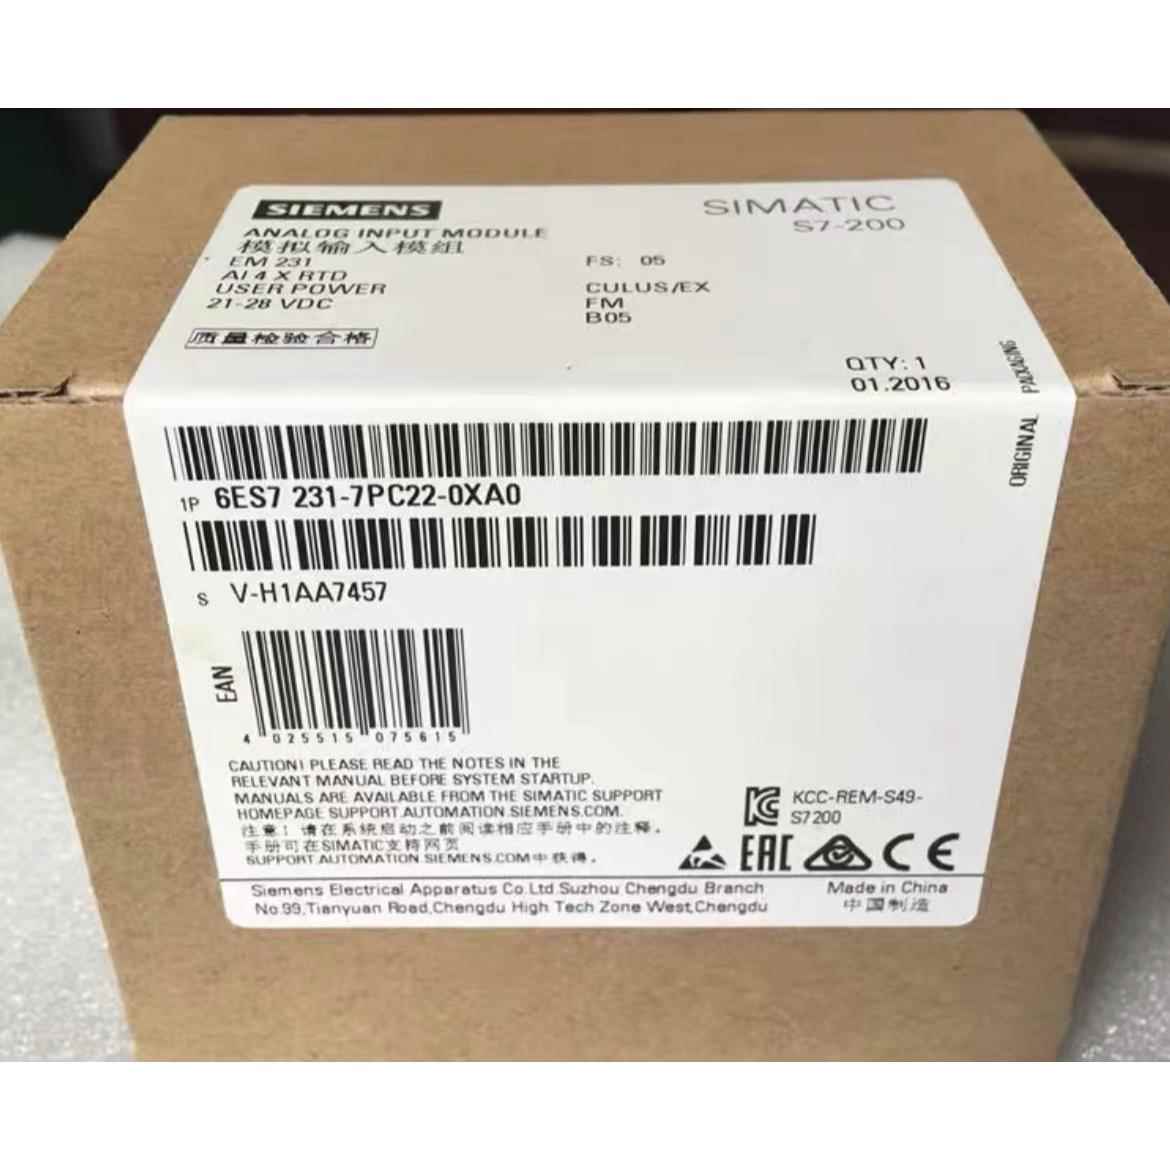 SIEMENS
SIMATIC
S7-200
ANALOG INPUT MODULE
模拟输入模组
EM 231
AI 4 X RTD
USER POWER
21-28 VDC
FS: 05
CULUS/EX
FM
B05
质量检验合格
QTY: 1
01.2016
ORIGINAL PACKAGING
1P 6ES7 231-7PC22-0XA0
S V-H1AA7457
EAN
4 025515 075615
CAUTION! PLEASE READ THE NOTES IN THE
RELEVANT MANUAL BEFORE SYSTEM STARTUP.
MANUALS ARE AVAILABLE FROM THE SIMATIC SUPPORT
HOMEPAGE SUPPORT.AUTOMATION.SIEMENS.COM.
注意！请在系统启动之前阅读相应手册中的注释。
手册可在SIMATIC支持网页
SUPPORT.AUTOMATION.SIEMENS.COM中获得。
KCC-REM-S49-
S7200
EAC CE
Siemens Electrical Apparatus Co.Ltd.Suzhou Chengdu Branch
No.99,Tianyuan Road,Chengdu High Tech Zone West,Chengdu
Made in China
中国制造